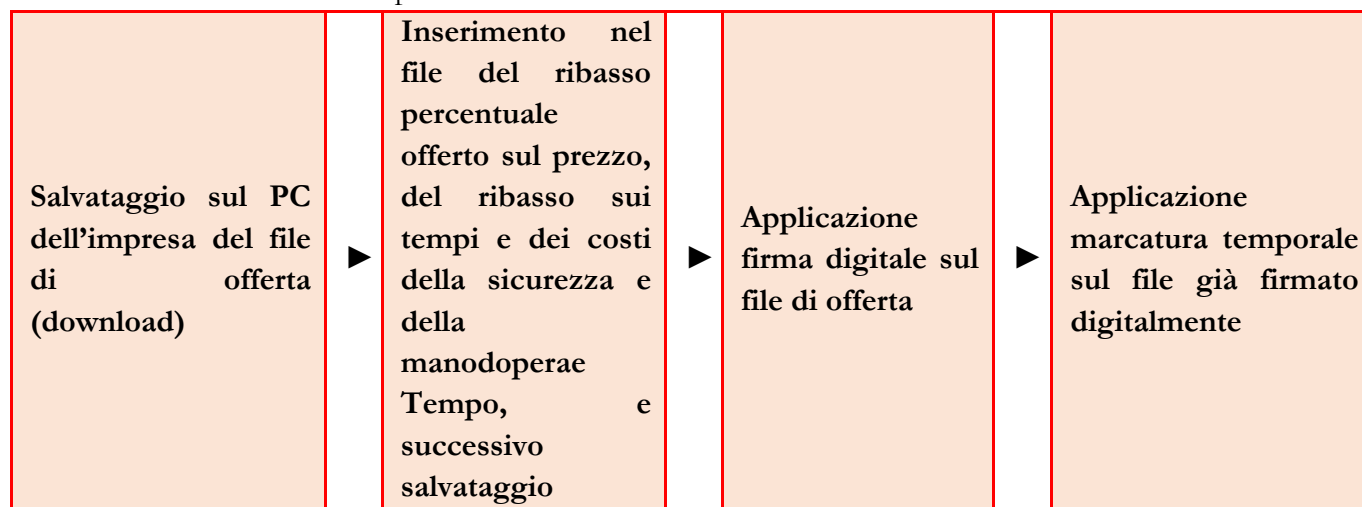 Salvataggio sul PC
dell’impresa del file
di offerta
(download)
►
Inserimento nel
file del ribasso
percentuale
offerto sul prezzo,
del ribasso sui
tempi e dei costi
della sicurezza e
della
manodoperae
Tempo, e
successivo
salvataggio
►
Applicazione
firma digitale sul
file di offerta
►
Applicazione
marcatura temporale
sul file già firmato
digitalmente